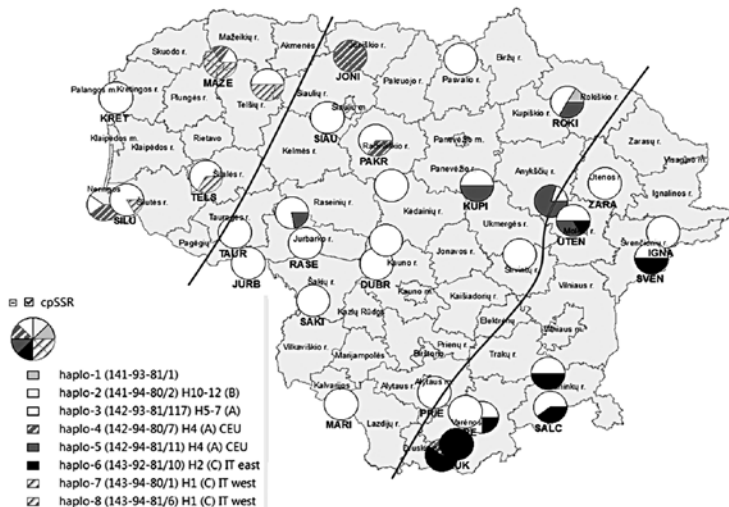 Skuodo r.
Mažeikių r.
Akmenės
MAZE
JONI
Joniškio r.
Pasvalio r.
Biržų r.
Pakruojo r.
Palangos m.
Kretingos r.
KRET
Plungės r.
Telšių r.
Šiaulių r.
Šiaulių m.
SIAU
Radviliškio r.
PAKR
Panevėžio m.
Kupiškio r.
Rokiškio r.
ROKI
Zarasų r.
Visagino m.
Klaipėdos m.
Klaipėdos r.
Rietavo
Kelmės r.
Panevėžio r.
KUPI
Anykščių r.
Utenos r.
ZARA
Ignalinos r.
Neringos
SILU
Šilutės r.
Šilalės r.
TELS
Tauragės r.
TAUR
Pagėgių
Raseinių r.
Jurbarko r.
RASE
JURB
Kėdainių r.
Ukmergės r.
UTEN
Švenčionių r.
IGNA
SVEN
Kauno r.
DUBR
Jonavos r.
Širvintų r.
Vilniaus r.
Šakių r.
SAKI
Kauno m.
Kaišiadorių r.
Kazlų Rūdos
Elektrėnų
Vilniaus m.
Vilkaviškio r.
Marijampolės
Birštono
Prienų r.
Trakų r.
Kalvarijos
MARI
Alytaus r.
Alytaus m.
PRIE
Lazdijų r.
Varėnos r.
SALC
cpSSR
haplo-1 (141-93-81/1)
haplo-2 (141-94-80/2) H10-12 (B)
haplo-3 (142-93-81/117) H5-7 (A)
haplo-4 (142-94-80/7) H4 (A) CEU
haplo-5 (142-94-81/11) H4 (A) CEU
haplo-6 (143-92-81/10) H2 (C) IT east
haplo-7 (143-94-80/1) H1 (C) IT west
haplo-8 (143-94-81/6) H1 (C) IT west